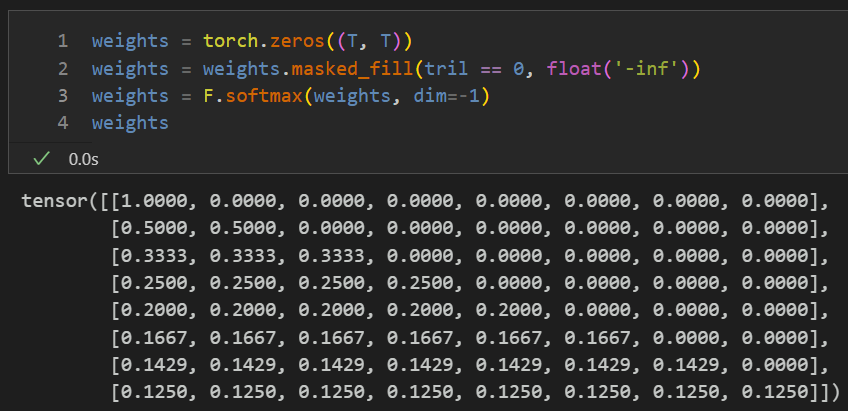 1 weights = torch.zeros((T, T))
2 weights = weights.masked_fill(tril == 0, float('-inf'))
3 weights = F.softmax(weights, dim=-1)
4 weights
✓ 0.0s
tensor([[1.0000, 0.0000, 0.0000, 0.0000, 0.0000, 0.0000, 0.0000, 0.0000],
[0.5000, 0.5000, 0.0000, 0.0000, 0.0000, 0.0000, 0.0000, 0.0000],
[0.3333, 0.3333, 0.3333, 0.0000, 0.0000, 0.0000, 0.0000, 0.0000],
[0.2500, 0.2500, 0.2500, 0.2500, 0.0000, 0.0000, 0.0000, 0.0000],
[0.2000, 0.2000, 0.2000, 0.2000, 0.2000, 0.0000, 0.0000, 0.0000],
[0.1667, 0.1667, 0.1667, 0.1667, 0.1667, 0.1667, 0.0000, 0.0000],
[0.1429, 0.1429, 0.1429, 0.1429, 0.1429, 0.1429, 0.1429, 0.0000],
[0.1250, 0.1250, 0.1250, 0.1250, 0.1250, 0.1250, 0.1250, 0.1250]])